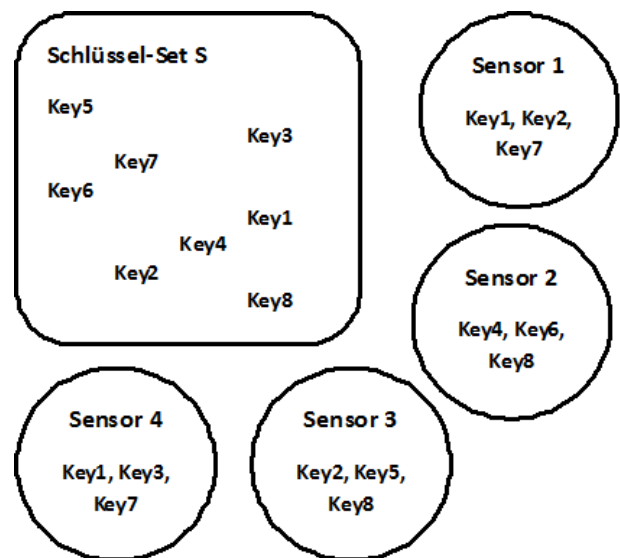 Schlüssel-Set S
Key5
Key3
Key7
Key6
Key1
Key4
Key2
Key8
Sensor 1
Key1, Key2,
Key7
Sensor 2
Key4, Key6,
Key8
Sensor 4
Key1, Key3,
Key7
Sensor 3
Key2, Key5,
Key8